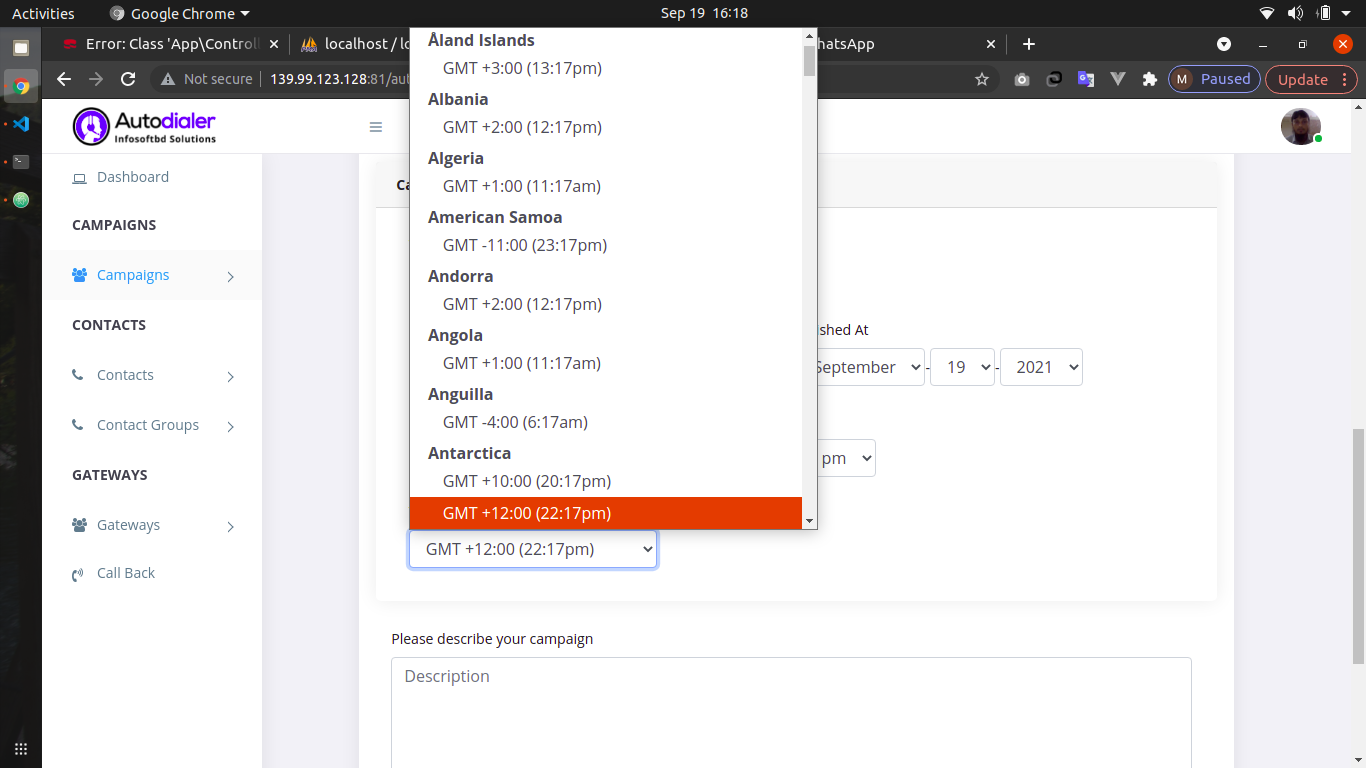 Activities
Google Chrome
Sep 19 16:18
Error: Class 'App\Control
localhost / lo
hatsApp
Not secure
139.99.123.128:81/aut
M
Paused
Update
Autodialer
Infosoftbd Solutions
Dashboard
CAMPAIGNS
Campaigns
CONTACTS
Contacts
Contact Groups
GATEWAYS
Gateways
Call Back
Ca
Åland Islands
GMT +3:00 (13:17pm)
Albania
GMT +2:00 (12:17pm)
Algeria
GMT +1:00 (11:17am)
American Samoa
GMT -11:00 (23:17pm)
Andorra
GMT +2:00 (12:17pm)
Angola
GMT +1:00 (11:17am)
Anguilla
GMT -4:00 (6:17am)
Antarctica
GMT +10:00 (20:17pm)
GMT +12:00 (22:17pm)
GMT +12:00 (22:17pm)
ished At
September - 19 - 2021
pm
Please describe your campaign
Description